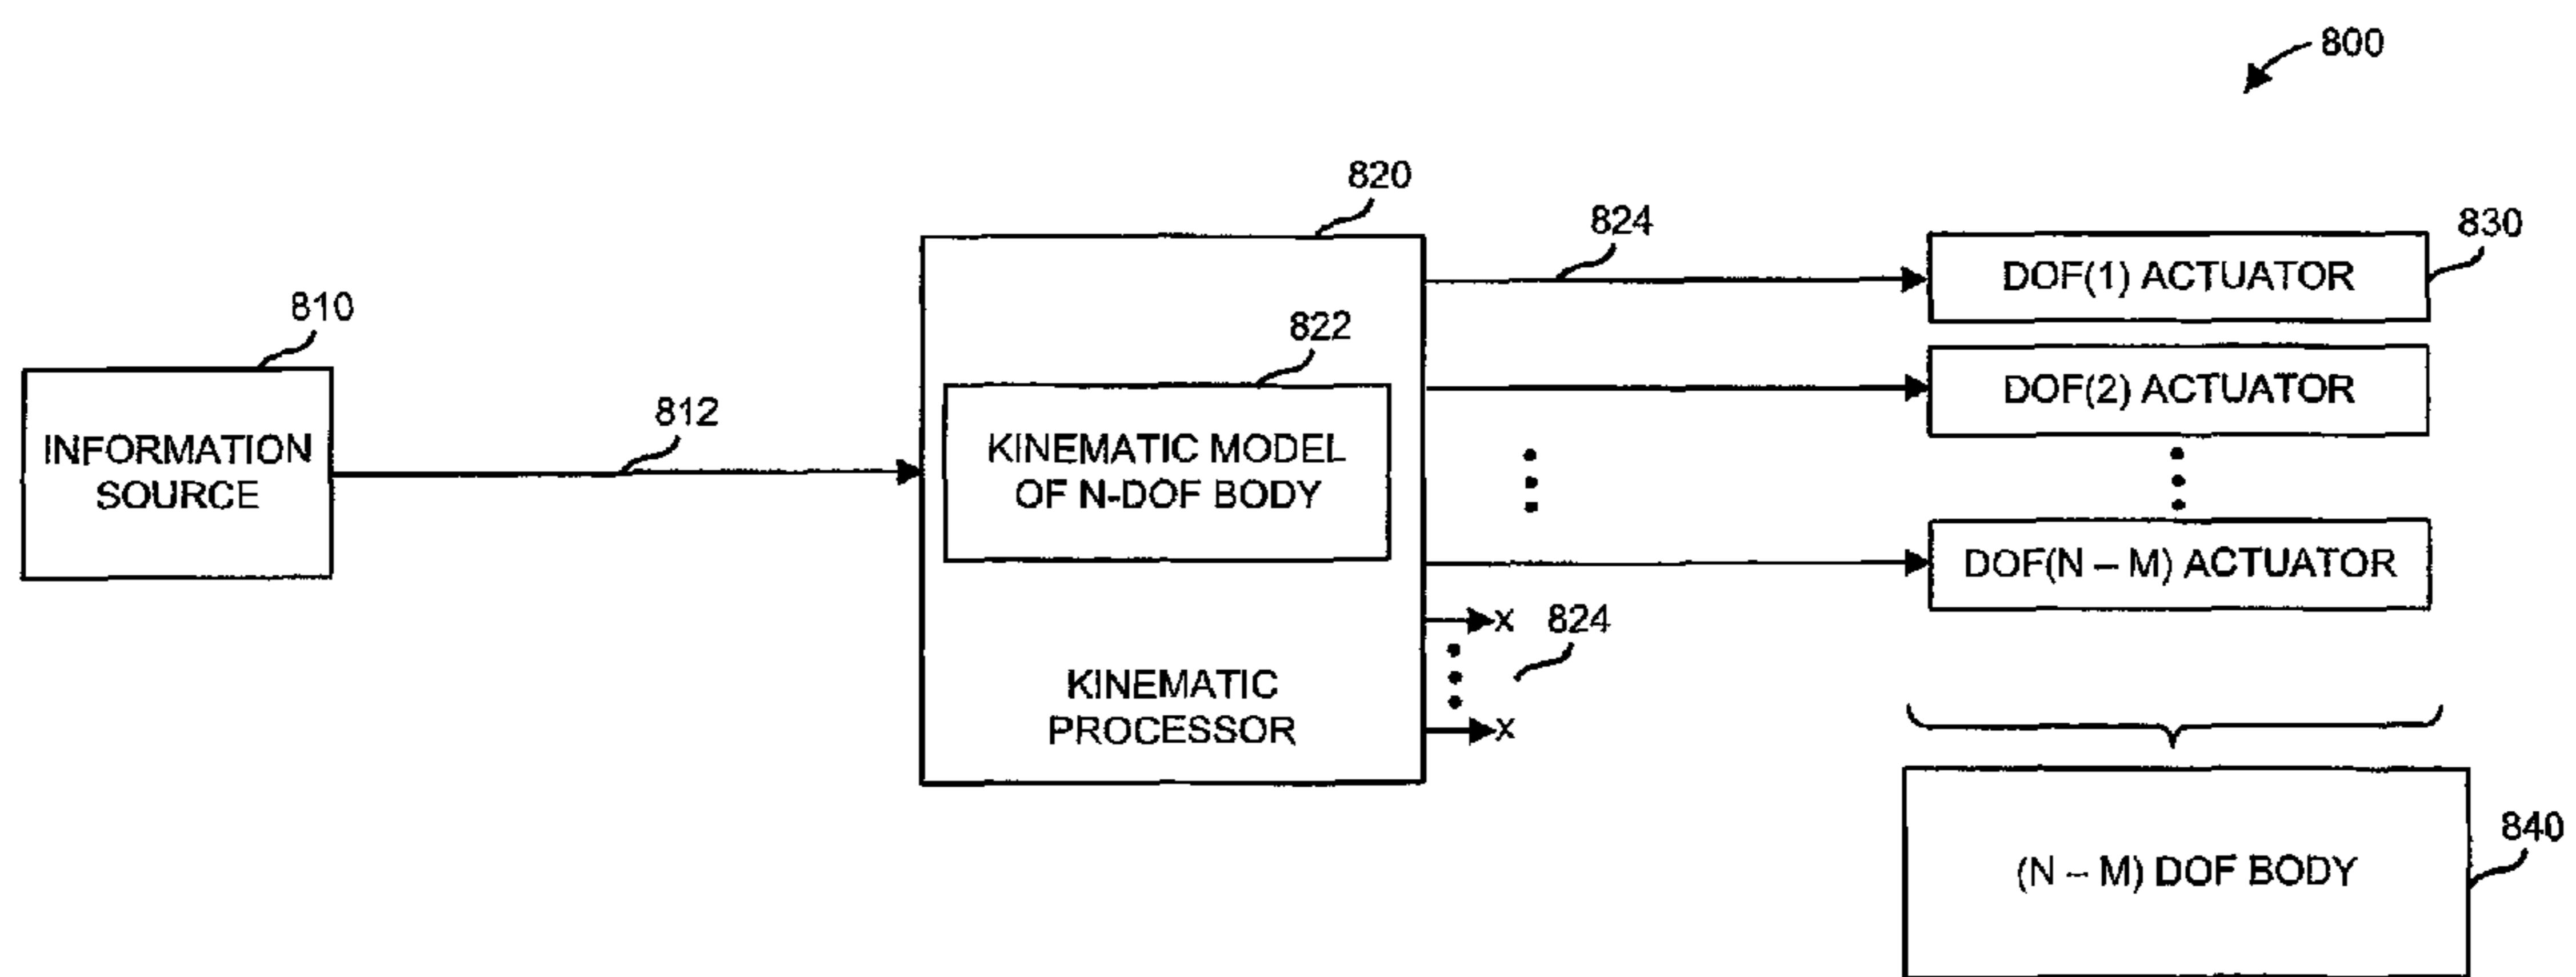 800
820
824
830
DOF(1) ACTUATOR
810
822
DOF(2) ACTUATOR
812
INFORMATION
SOURCE
KINEMATIC MODEL
OF N-DOF BODY
DOF(N – M) ACTUATOR
x
824
KINEMATIC
PROCESSOR
x
840
(N – M) DOF BODY